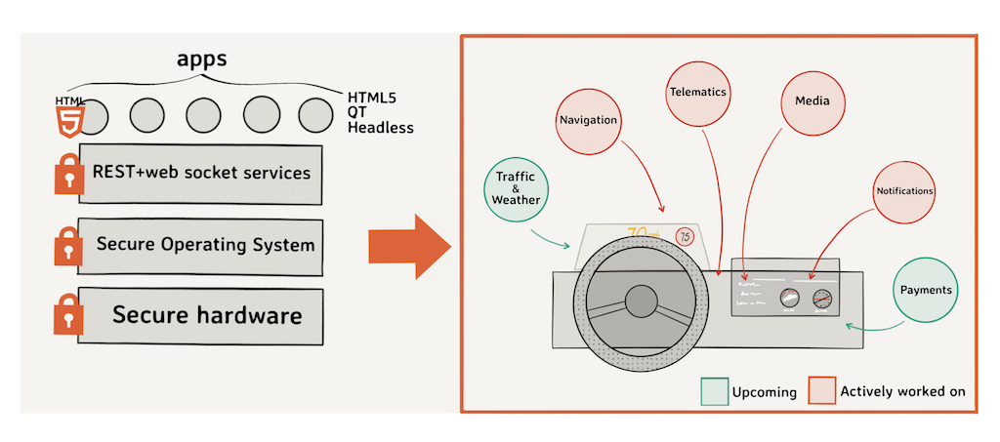 apps
HTML
5
HTML5
QT
Headless
REST+web socket services
Secure Operating System
Secure hardware
Telematics
Media
Navigation
Traffic
&
Weather
Notifications
70
75
Payments
Upcoming
Actively worked on